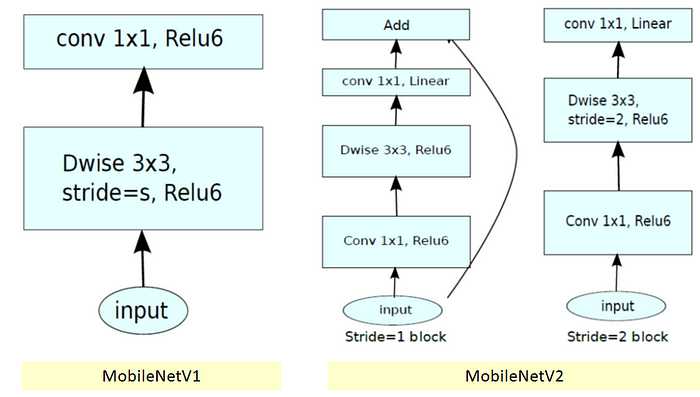 conv 1x1, Relu6
Dwise 3x3,
stride=s, Relu6
input
MobileNetV1
Add
conv 1x1, Linear
Dwise 3x3, Relu6
Conv 1x1, Relu6
input
Stride=1 block
conv 1x1, Linear
Dwise 3x3,
stride=2, Relu6
Conv 1x1, Relu6
input
Stride=2 block
MobileNetV2